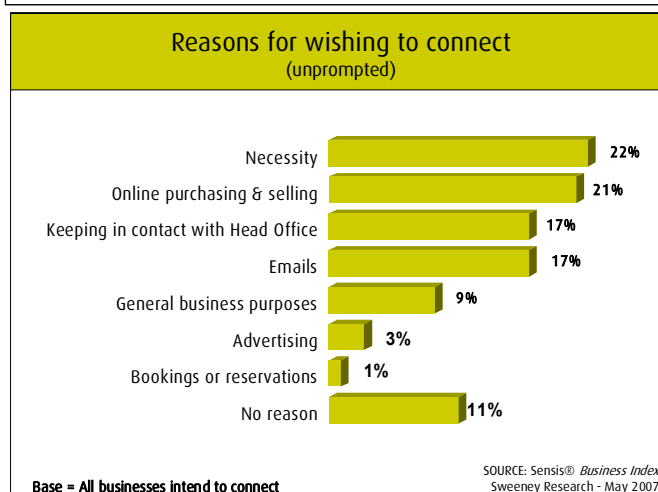 Reasons for wishing to connect
(unprompted)
Necessity 22%
Online purchasing & selling 21%
Keeping in contact with Head Office 17%
Emails 17%
General business purposes 9%
Advertising 3%
Bookings or reservations 1%
No reason 11%
Base = All businesses intend to connect
SOURCE: Sensis® Business Index
Sweeney Research - May 2007